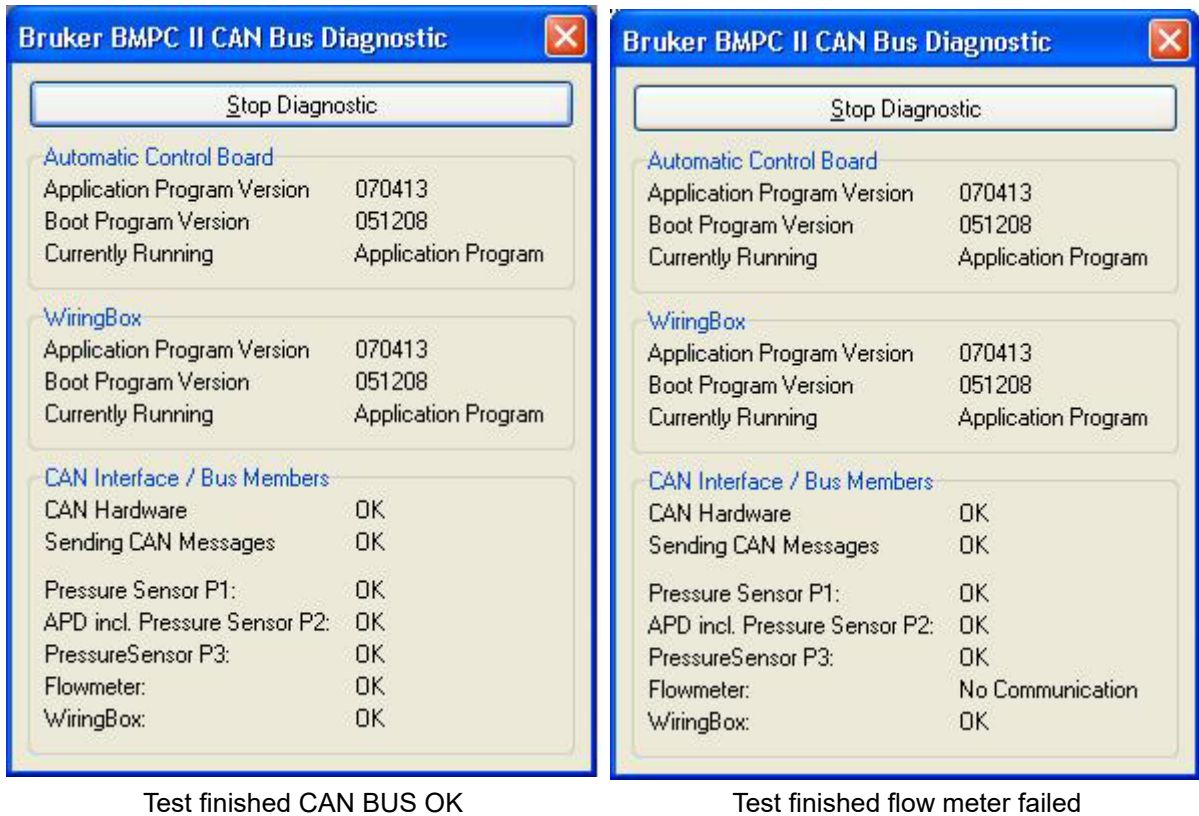 Bruker BMPC II CAN Bus Diagnostic
Stop Diagnostic
Automatic Control Board
Application Program Version 070413
Boot Program Version 051208
Currently Running Application Program
WiringBox
Application Program Version 070413
Boot Program Version 051208
Currently Running Application Program
CAN Interface / Bus Members
CAN Hardware OK
Sending CAN Messages OK
Pressure Sensor P1: OK
APD incl. Pressure Sensor P2: OK
PressureSensor P3: OK
Flowmeter: OK
WiringBox: OK
Test finished CAN BUS OK
Bruker BMPC II CAN Bus Diagnostic
Stop Diagnostic
Automatic Control Board
Application Program Version 070413
Boot Program Version 051208
Currently Running Application Program
WiringBox
Application Program Version 070413
Boot Program Version 051208
Currently Running Application Program
CAN Interface / Bus Members
CAN Hardware OK
Sending CAN Messages OK
Pressure Sensor P1: OK
APD incl. Pressure Sensor P2: OK
PressureSensor P3: OK
Flowmeter: No Communication
WiringBox: OK
Test finished flow meter failed